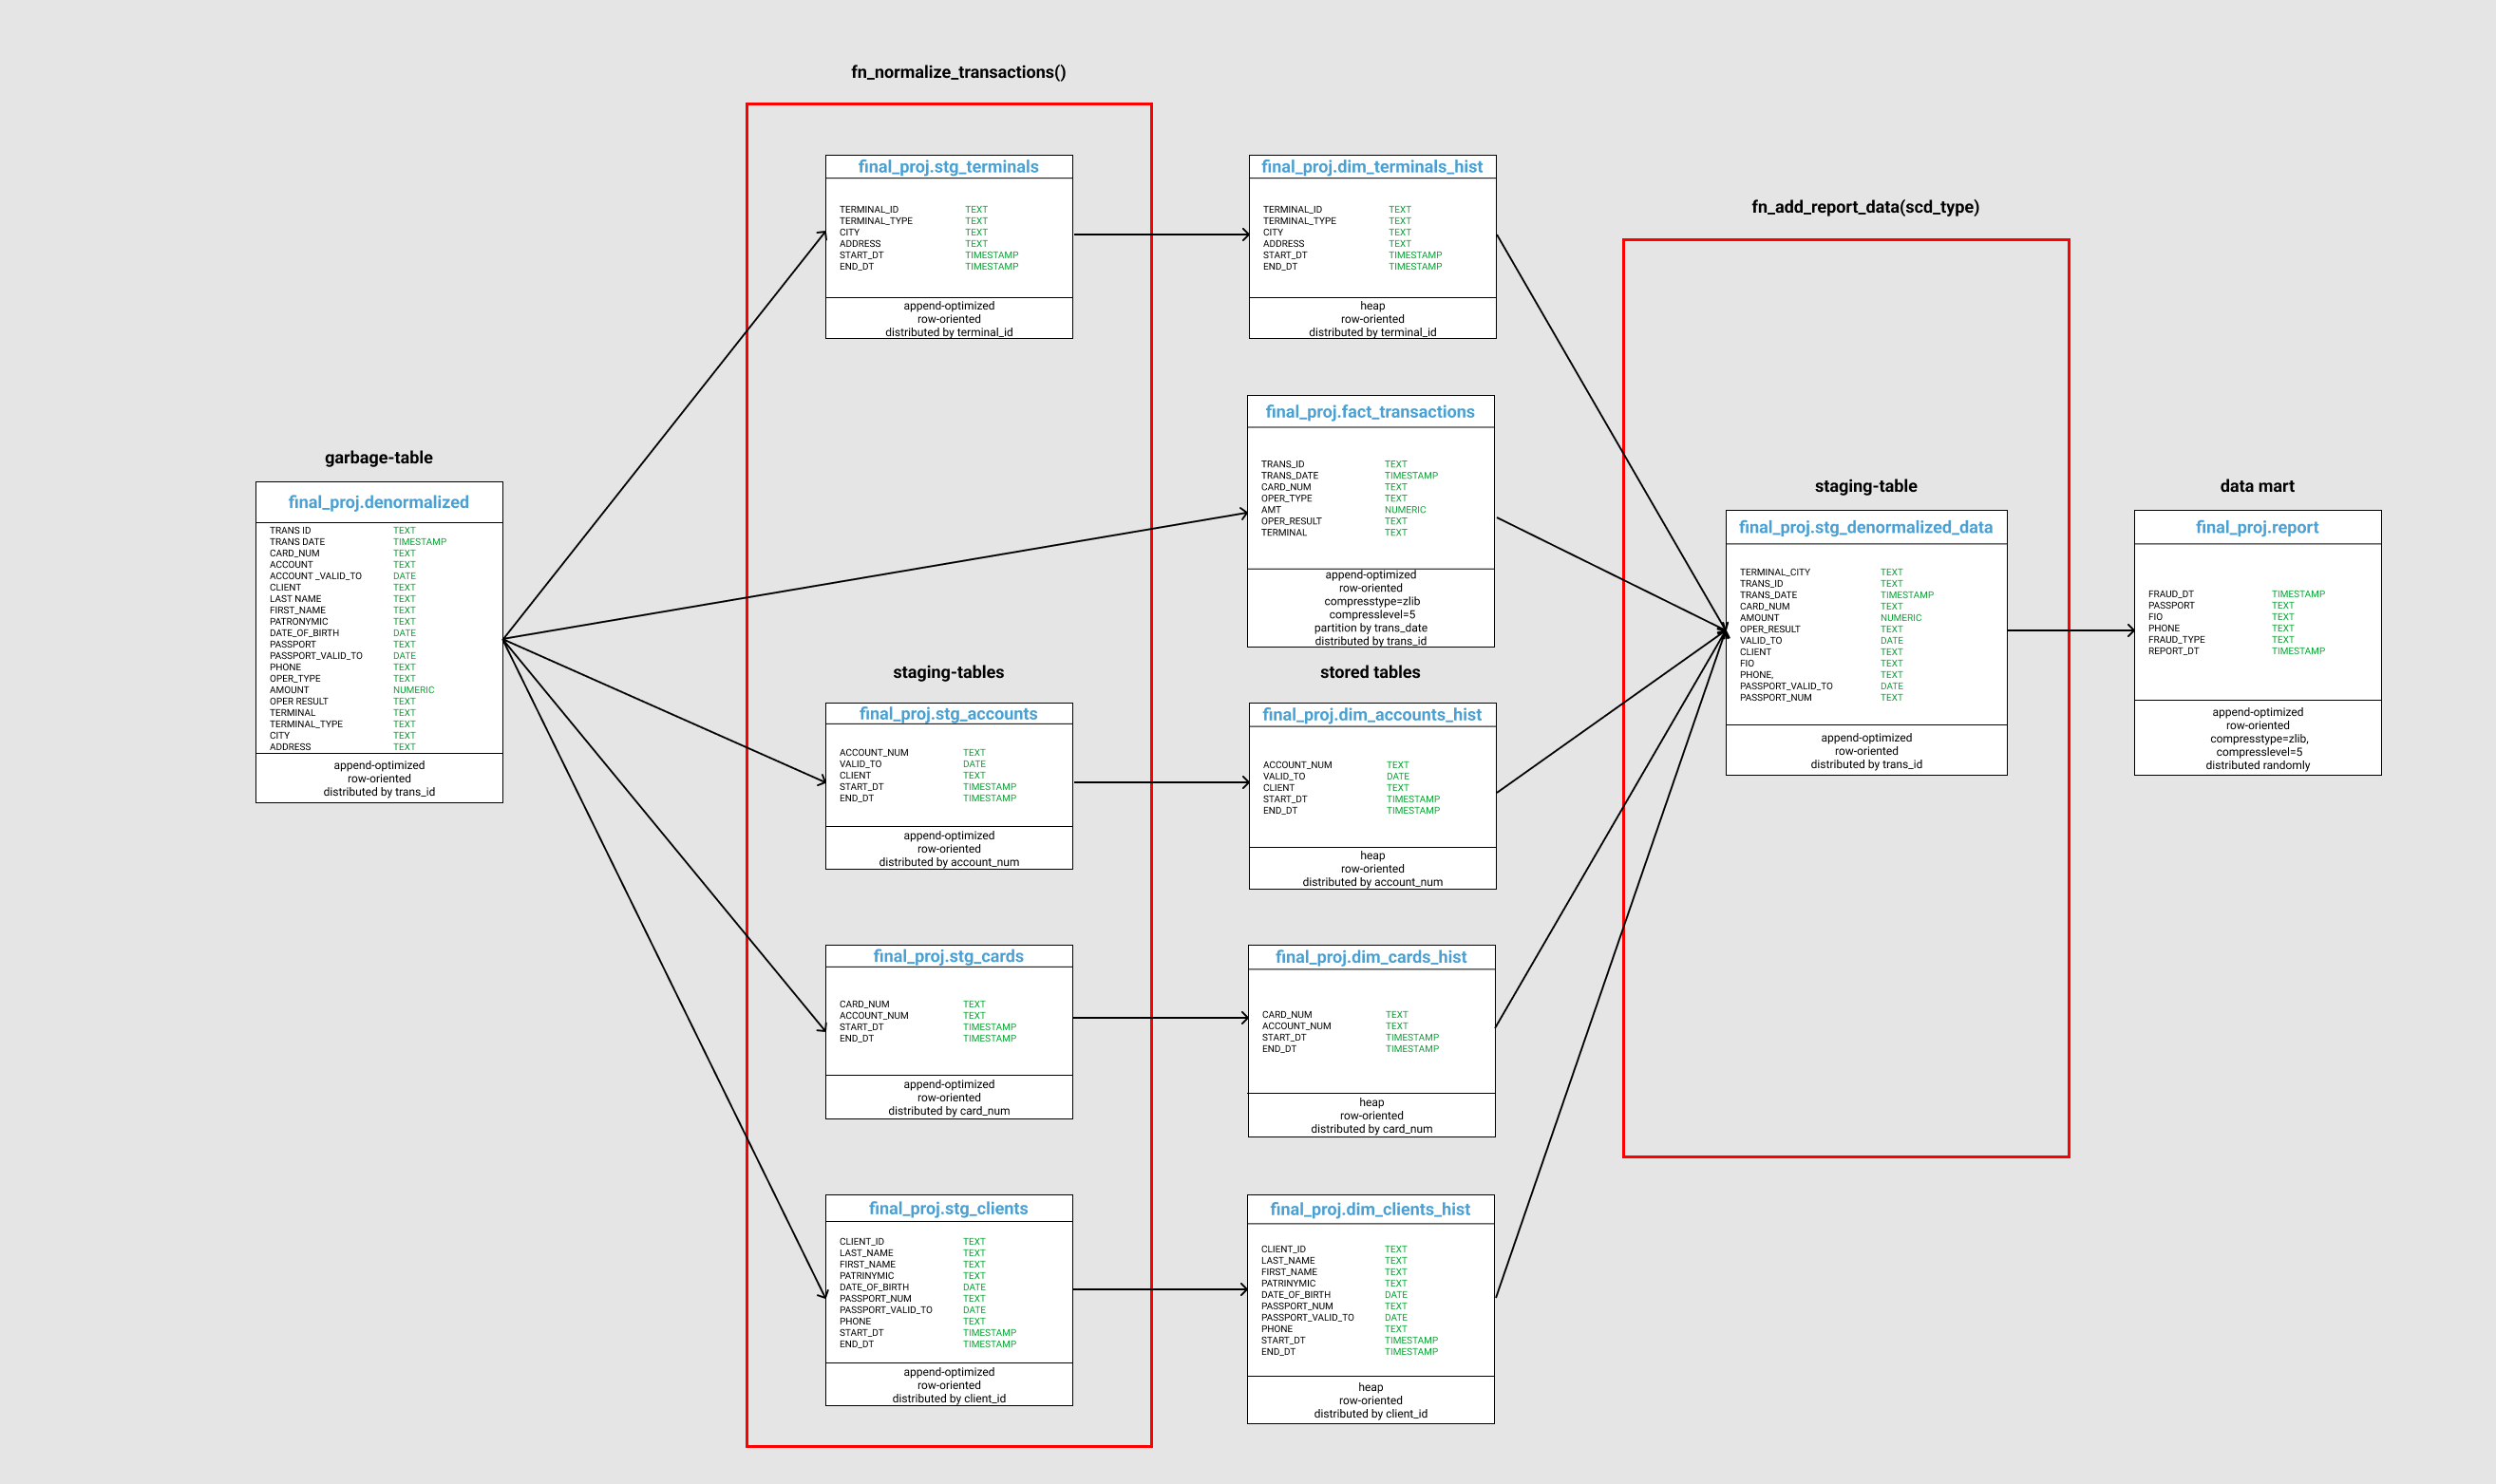 fn_normalize_transactions()
final_proj.stg_terminals
TERMINAL_ID TEXT
TERMINAL_TYPE TEXT
CITY TEXT
ADDRESS TEXT
START_DT TIMESTAMP
END_DT TIMESTAMP
append-optimized
row-oriented
distributed by terminal_id
final_proj.dim_terminals_hist
TERMINAL_ID TEXT
TERMINAL_TYPE TEXT
CITY TEXT
ADDRESS TEXT
START_DT TIMESTAMP
END_DT TIMESTAMP
heap
row-oriented
distributed by terminal_id
fn_add_report_data(scd_type)
final_proj.fact_transactions
TRANS_ID TEXT
TRANS_DATE TIMESTAMP
CARD_NUM TEXT
OPER_TYPE TEXT
AMT NUMERIC
OPER_RESULT TEXT
TERMINAL TEXT
append-optimized
row-oriented
compresstype=zlib
compresslevel=5
partition by trans_date
distributed by trans_id
garbage-table
final_proj.denormalized
TRANS ID TEXT
TRANS DATE TIMESTAMP
CARD_NUM TEXT
ACCOUNT TEXT
ACCOUNT _VALID_TO DATE
CLIENT TEXT
LAST NAME TEXT
FIRST_NAME TEXT
PATRONYMIC TEXT
DATE_OF_BIRTH DATE
PASSPORT TEXT
PASSPORT_VALID_TO DATE
PHONE TEXT
OPER_TYPE TEXT
AMOUNT NUMERIC
OPER RESULT TEXT
TERMINAL TEXT
TERMINAL_TYPE TEXT
CITY TEXT
ADDRESS TEXT
append-optimized
row-oriented
distributed by trans_id
staging-table
final_proj.stg_denormalized_data
TERMINAL_CITY TEXT
TRANS_ID TEXT
TRANS_DATE TIMESTAMP
CARD_NUM TEXT
AMOUNT NUMERIC
OPER_RESULT TEXT
VALID_TO DATE
CLIENT TEXT
FIO TEXT
PHONE, TEXT
PASSPORT_VALID_TO DATE
PASSPORT_NUM TEXT
append-optimized
row-oriented
distributed by trans_id
data mart
final_proj.report
FRAUD_DT TIMESTAMP
PASSPORT TEXT
FIO TEXT
PHONE TEXT
FRAUD_TYPE TEXT
REPORT_DT TIMESTAMP
append-optimized
row-oriented
compresstype=zlib,
compresslevel=5
distributed randomly
staging-tables
final_proj.stg_accounts
ACCOUNT_NUM TEXT
VALID_TO DATE
CLIENT TEXT
START_DT TIMESTAMP
END_DT TIMESTAMP
append-optimized
row-oriented
distributed by account_num
stored tables
final_proj.dim_accounts_hist
ACCOUNT_NUM TEXT
VALID_TO DATE
CLIENT TEXT
START_DT TIMESTAMP
END_DT TIMESTAMP
heap
row-oriented
distributed by account_num
final_proj.stg_cards
CARD_NUM TEXT
ACCOUNT_NUM TEXT
START_DT TIMESTAMP
END_DT TIMESTAMP
append-optimized
row-oriented
distributed by card_num
final_proj.dim_cards_hist
CARD_NUM TEXT
ACCOUNT_NUM TEXT
START_DT TIMESTAMP
END_DT TIMESTAMP
heap
row-oriented
distributed by card_num
final_proj.stg_clients
CLIENT_ID TEXT
LAST_NAME TEXT
FIRST_NAME TEXT
PATRINYMIC TEXT
DATE_OF_BIRTH DATE
PASSPORT_NUM TEXT
PASSPORT_VALID_TO DATE
PHONE TEXT
START_DT TIMESTAMP
END_DT TIMESTAMP
append-optimized
row-oriented
distributed by client_id
final_proj.dim_clients_hist
CLIENT_ID TEXT
LAST_NAME TEXT
FIRST_NAME TEXT
PATRINYMIC TEXT
DATE_OF_BIRTH DATE
PASSPORT_NUM TEXT
PASSPORT_VALID_TO DATE
PHONE TEXT
START_DT TIMESTAMP
END_DT TIMESTAMP
heap
row-oriented
distributed by client_id